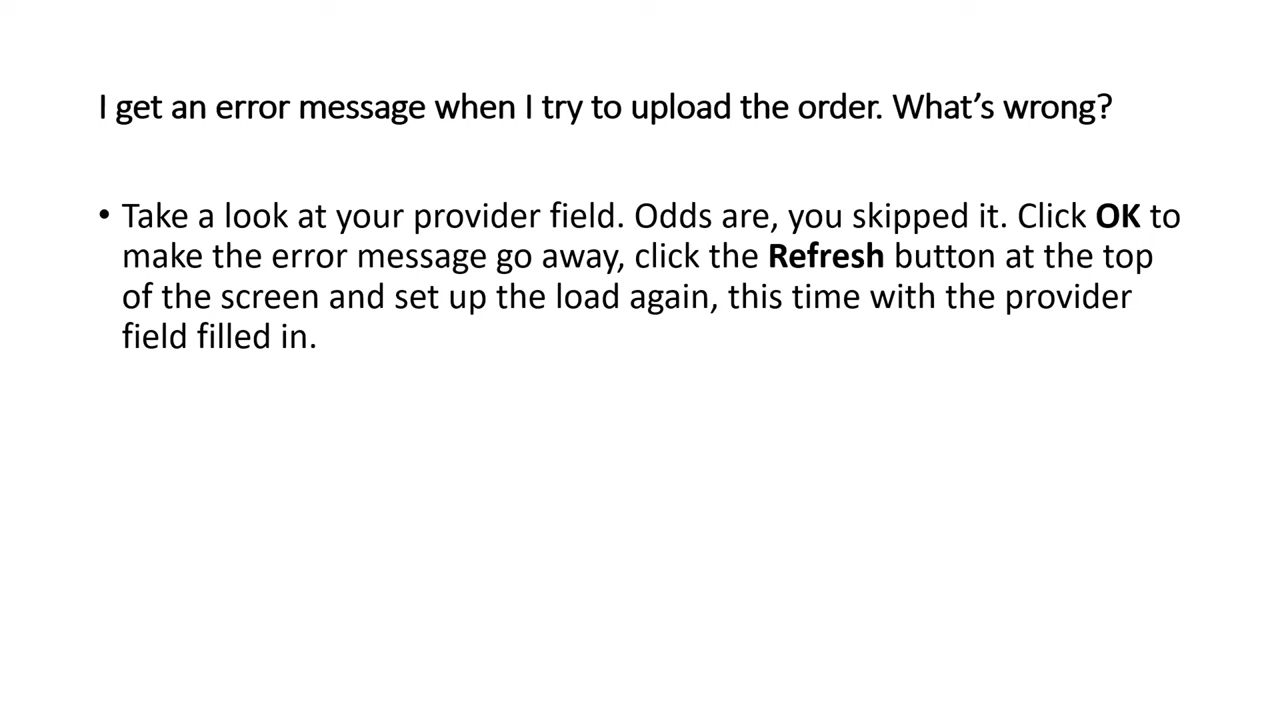 I get an error message when I try to upload the order. What’s wrong?
• Take a look at your provider field. Odds are, you skipped it. Click OK to
make the error message go away, click the Refresh button at the top
of the screen and set up the load again, this time with the provider
field filled in.